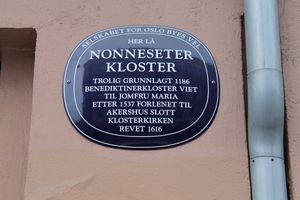 SELSKABET FOR OSLO BYES VEL
HER LÅ
NONNESETER
KLOSTER
TROLIG GRUNNLAGT 1186
BENEDIKTINERKLOSTER VIET
TIL JOMFRU MARIA
ETTER 1537 FORLENET TIL
AKERSHUS SLOTT
KLOSTERKIRKEN
REVET 1616